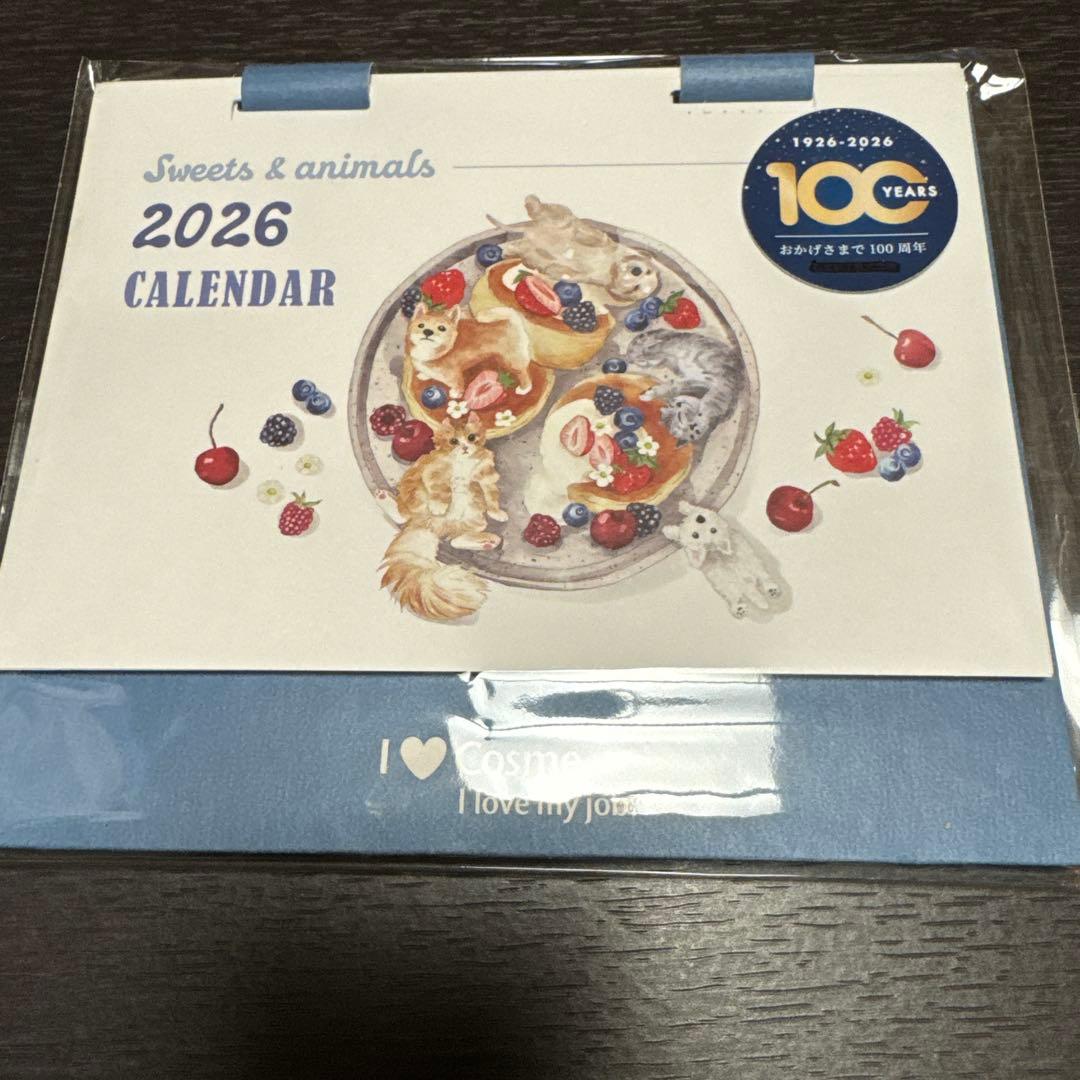 Sweets & animals
2026
CALENDAR
1926-2026
100 YEARS
おかげさまで100周年
I ♥ Cosme
I love my job